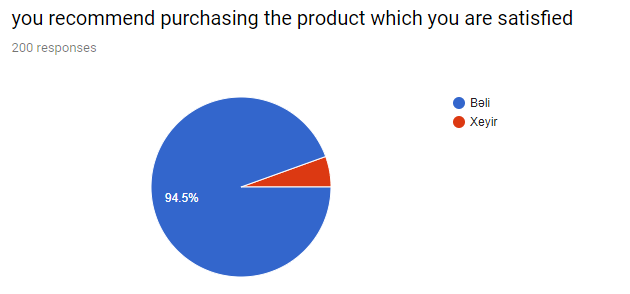 you recommend purchasing the product which you are satisfied
200 responses
Bəli
Xeyir
94.5%